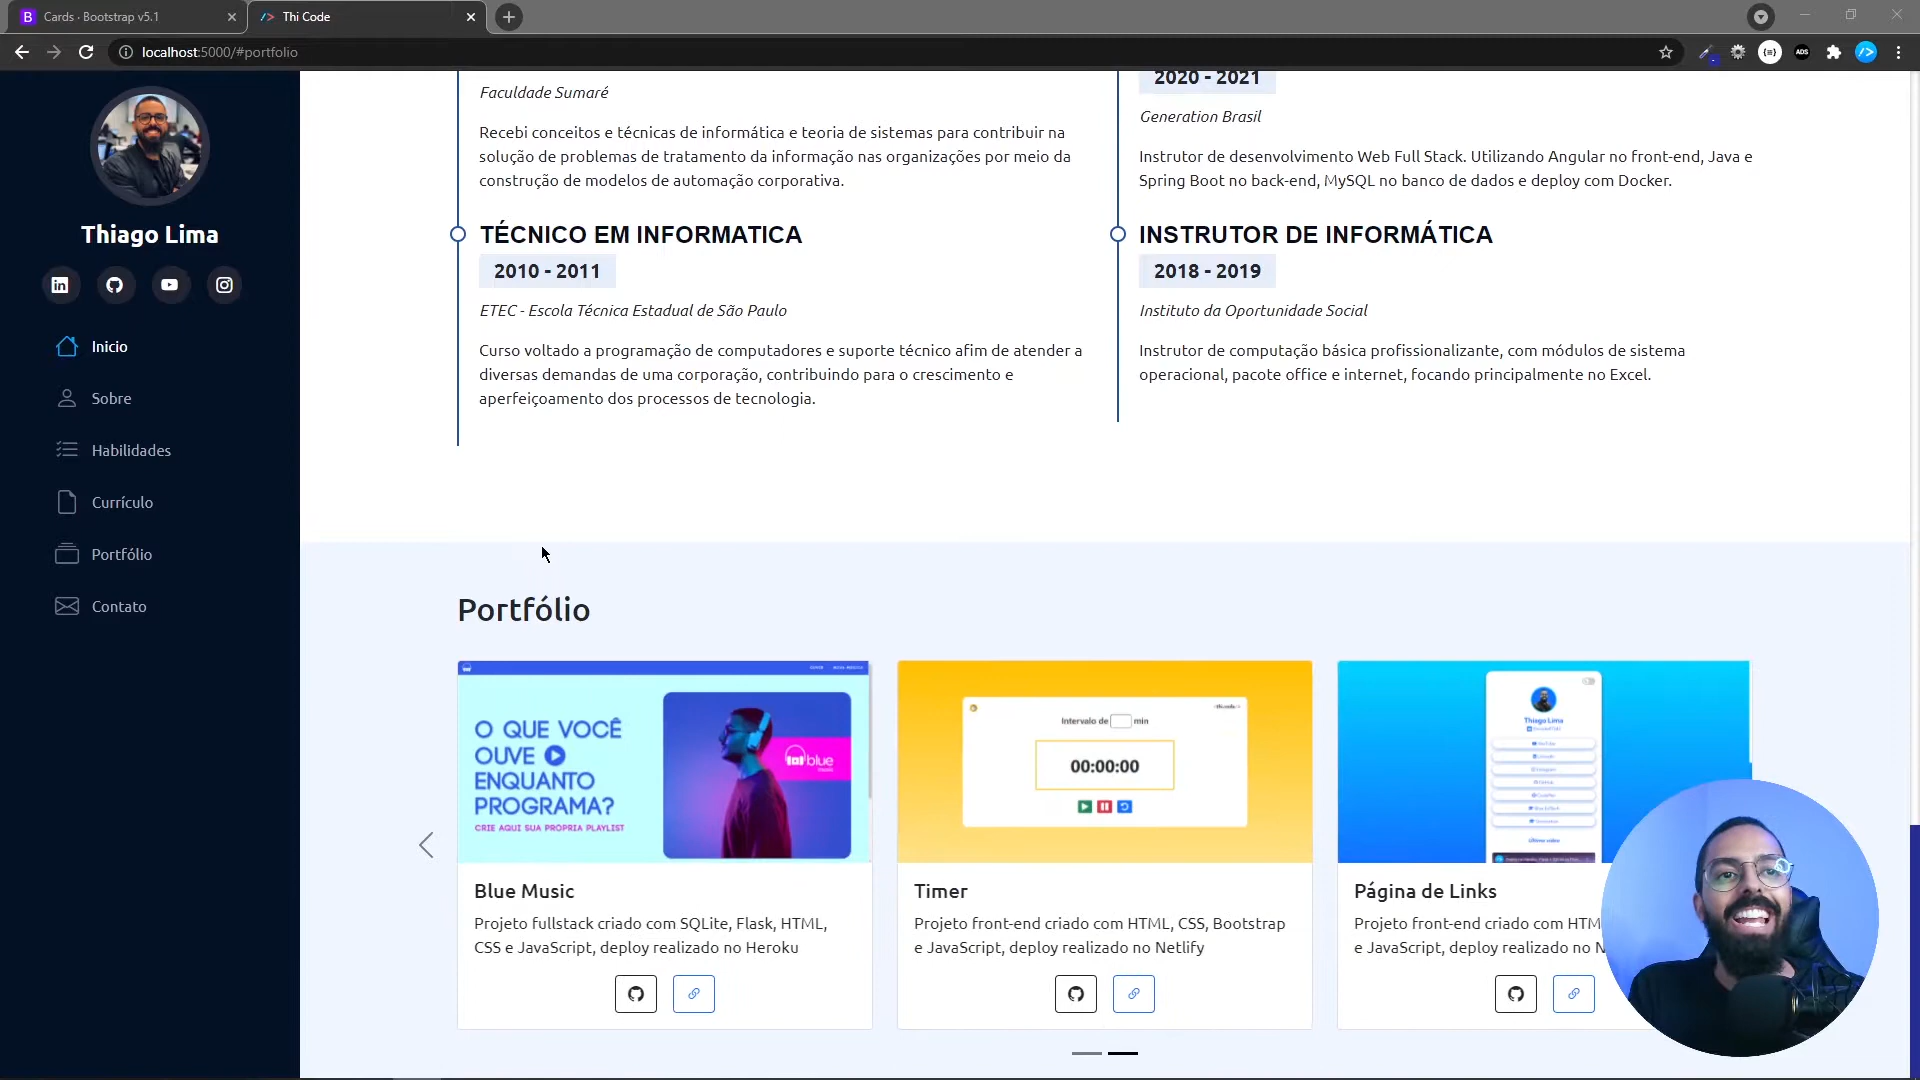 Cards · Bootstrap v5.1
Thi Code
localhost:5000/#portfolio
ADS
Thiago Lima
Inicio
Sobre
Habilidades
Currículo
Portfólio
Contato
Faculdade Sumaré
Recebi conceitos e técnicas de informática e teoria de sistemas para contribuir na
solução de problemas de tratamento da informação nas organizações por meio da
construção de modelos de automação corporativa.
TÉCNICO EM INFORMATICA
2010 - 2011
ETEC - Escola Técnica Estadual de São Paulo
Curso voltado a programação de computadores e suporte técnico afim de atender a
diversas demandas de uma corporação, contribuindo para o crescimento e
aperfeiçoamento dos processos de tecnologia.
2020 - 2021
Generation Brasil
Instrutor de desenvolvimento Web Full Stack. Utilizando Angular no front-end, Java e
Spring Boot no back-end, MySQL no banco de dados e deploy com Docker.
INSTRUTOR DE INFORMÁTICA
2018 - 2019
Instituto da Oportunidade Social
Instrutor de computação básica profissionalizante, com módulos de sistema
operacional, pacote office e internet, focando principalmente no Excel.
Portfólio
O QUE VOCÊ
OUVE
ENQUANTO
PROGRAMA?
CRIE AQUI SUA PRÓPRIA PLAYLIST
blue
Blue Music
Projeto fullstack criado com SQLite, Flask, HTML,
CSS e JavaScript, deploy realizado no Heroku
Intervalo de min
00:00:00
Timer
Projeto front-end criado com HTML, CSS, Bootstrap
e JavaScript, deploy realizado no Netlify
Thiago Lima
Página de Links
Projeto front-end criado com HTM
e JavaScript, deploy realizado no N